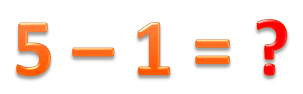 5 – 1 = ?